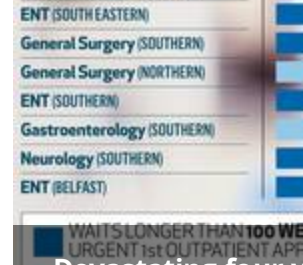 ENT (SOUTH EASTERN)
General Surgery (SOUTHERN)
General Surgery (NORTHERN)
ENT (SOUTHERN)
Gastroenterology (SOUTHERN)
Neurology (SOUTHERN)
ENT (BELFAST)
WAITS LONGER THAN 100 WE
URGENT 1st OUTPATIENT APP